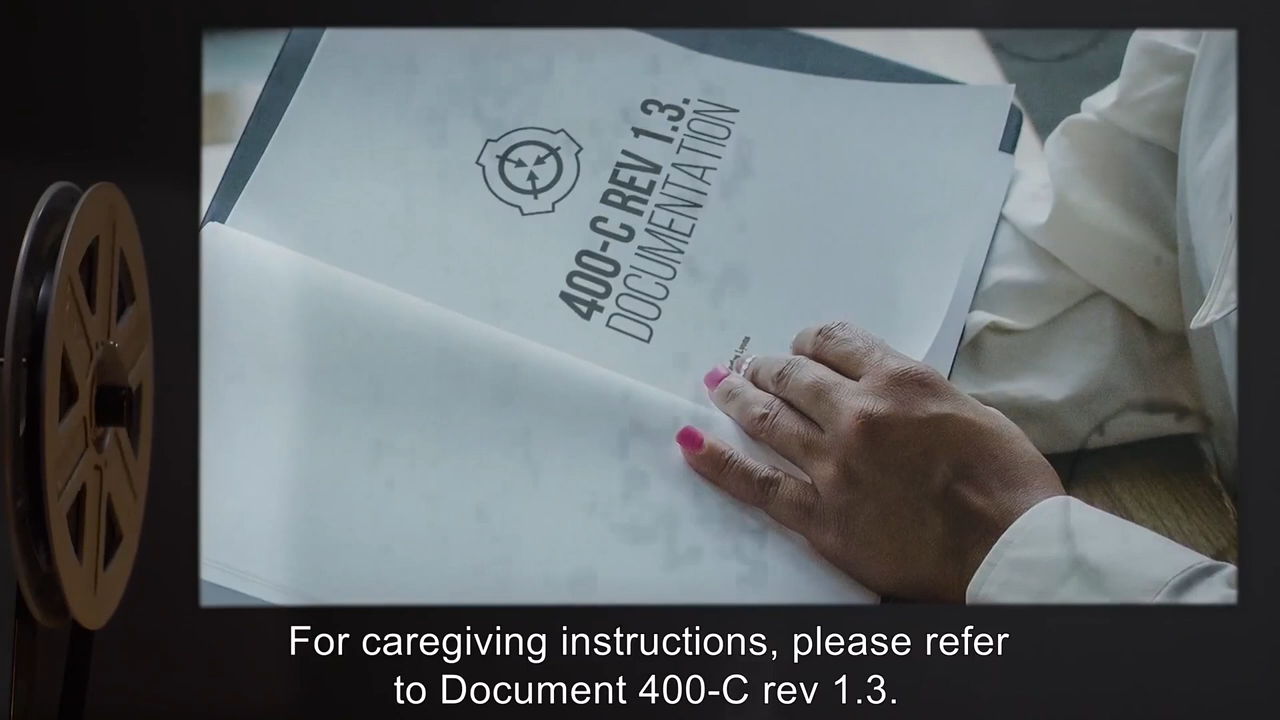 400-C REV 1.3.
DOCUMENTATION
For caregiving instructions, please refer
to Document 400-C rev 1.3.